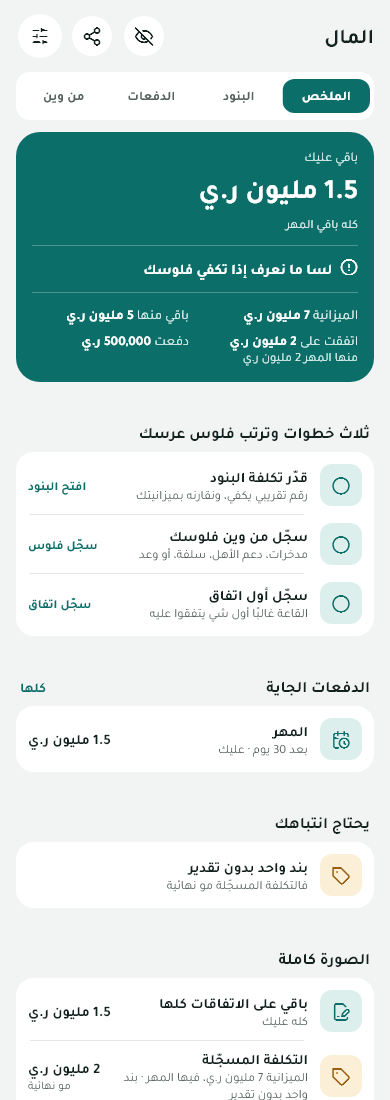 المال
الملخص
البنود
الدفعات
من وين
باقي عليك
1.5 مليون ر.ي
كله باقي المهر
لسا ما نعرف إذا تكفي فلوسك
الميزانية 7 مليون ر.ي
باقي منها 5 مليون ر.ي
اتفقت على 2 مليون ر.ي
دفعت 500,000 ر.ي
منها المهر 2 مليون ر.ي
ثلاث خطوات وترتب فلوس عرسك
قدّر تكلفة البنود
افتح البنود
رقم تقريبي يكفي، ونقارنه بميزانيتك
سجّل من وين فلوسك
سجّل فلوس
مدخرات، دعم الأهل، سلفة، أو وعد
سجّل أول اتفاق
سجّل اتفاق
القاعة غالبًا أول شي يتفقوا عليه
الدفعات الجاية
كلها
المهر
1.5 مليون ر.ي
بعد 30 يوم · عليك
يحتاج انتباهك
بند واحد بدون تقدير
فالتكلفة المسجّلة مو نهائية
الصورة كاملة
باقي على الاتفاقات كلها
1.5 مليون ر.ي
كله عليك
التكلفة المسجّلة
2 مليون ر.ي
الميزانية 7 مليون ر.ي، فيها المهر · بند
مو نهائية
واحد بدون تقدير